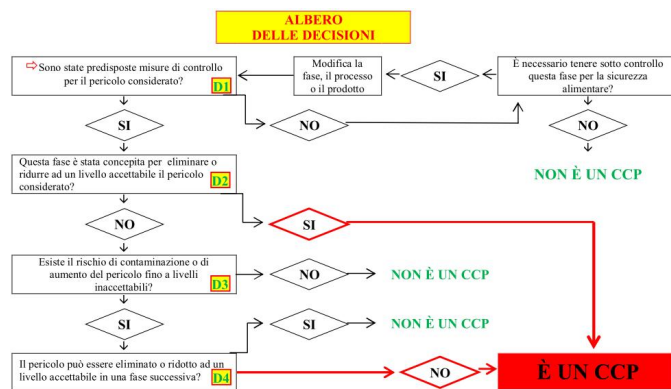 ALBERO
DELLE DECISIONI
⇨Sono state predisposte misure di controllo
per il pericolo considerato?
D1
Modifica la
fase, il processo
o il prodotto
SI
È necessario tenere sotto controllo
questa fase per la sicurezza
alimentare?
SI
NO
NO
NON È UN CCP
Questa fase è stata concepita per eliminare o
ridurre ad un livello accettabile il pericolo
considerato?
D2
NO
SI
Esiste il rischio di contaminazione o di
aumento del pericolo fino a livelli
inaccettabili?
D3
NO
NON È UN CCP
SI
SI
NON È UN CCP
Il pericolo può essere eliminato o ridotto ad un
livello accettabile in una fase successiva?
D4
NO
È UN CCP